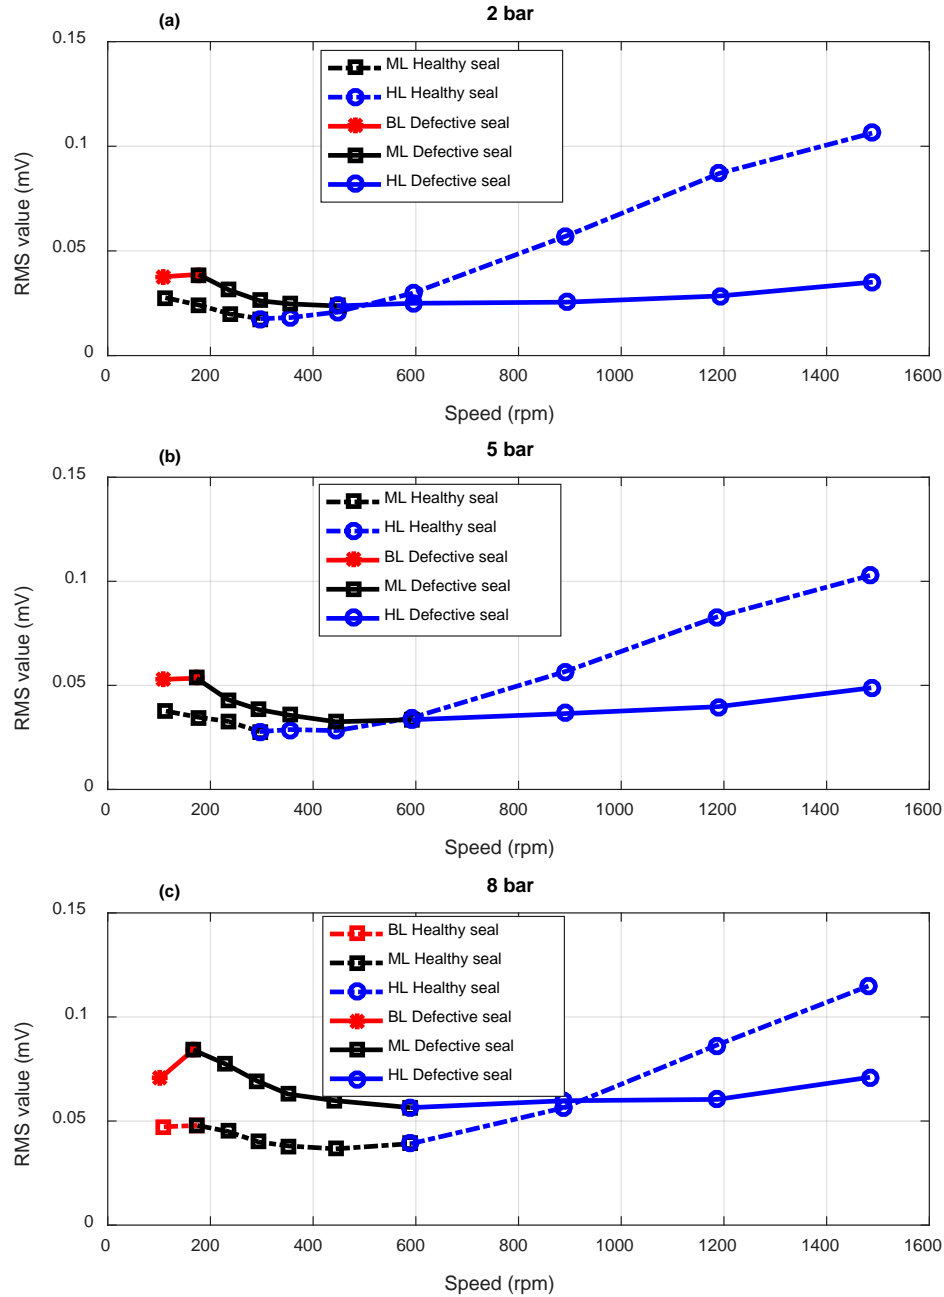 (a) 2 bar
0.15
ML Healthy seal
HL Healthy seal
BL Defective seal
ML Defective seal
HL Defective seal
0.1
0.05
0
RMS value (mV)
0 200 400 600 800 1000 1200 1400 1600
Speed (rpm)
(b) 5 bar
0.15
ML Healthy seal
HL Healthy seal
BL Defective seal
ML Defective seal
HL Defective seal
0.1
0.05
0
RMS value (mV)
0 200 400 600 800 1000 1200 1400 1600
Speed (rpm)
(c) 8 bar
0.15
BL Healthy seal
ML Healthy seal
HL Healthy seal
BL Defective seal
ML Defective seal
HL Defective seal
0.1
0.05
0
RMS value (mV)
0 200 400 600 800 1000 1200 1400 1600
Speed (rpm)